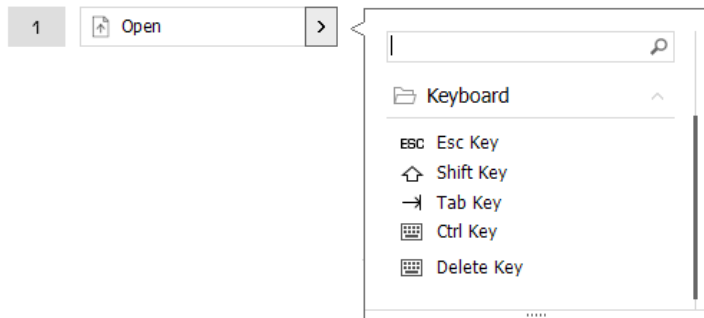 1
Open
Keyboard
ESC Esc Key
Shift Key
Tab Key
Ctrl Key
Delete Key